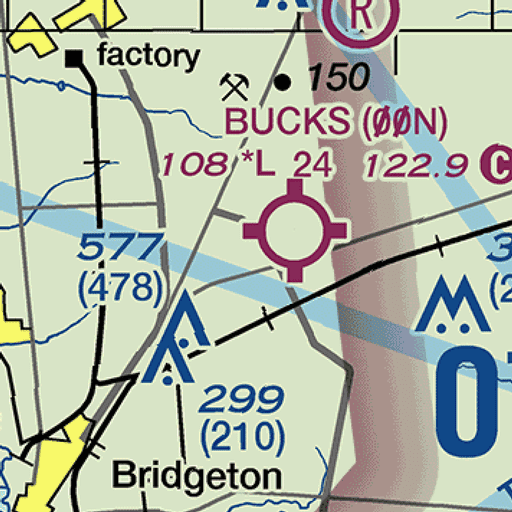 R
factory
150
BUCKS (ØØN)
108 *L 24 122.9 C
577
(478)
299
(210)
Bridgeton